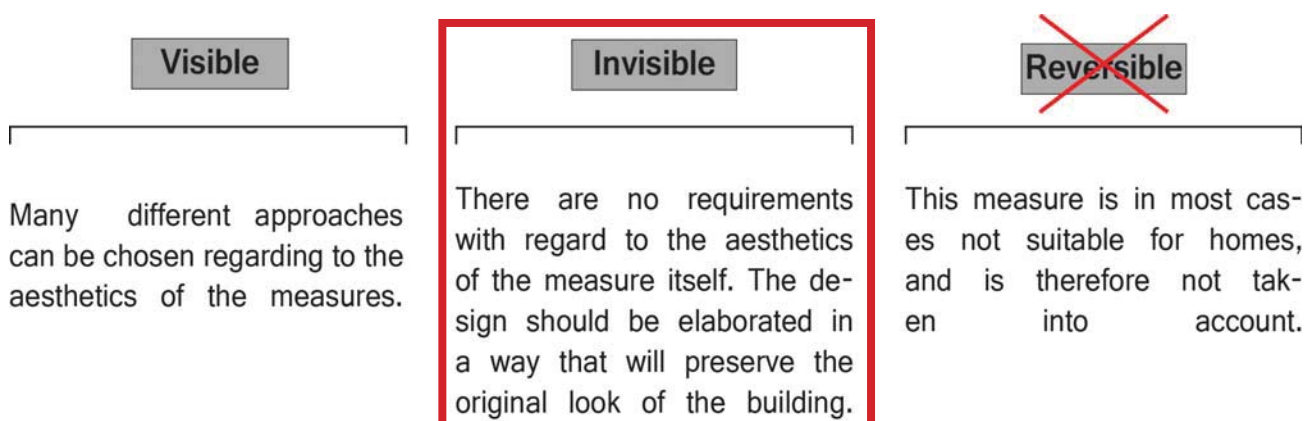 Visible
Many different approaches
can be chosen regarding to the
aesthetics of the measures.
Invisible
There are no requirements
with regard to the aesthetics
of the measure itself. The de-
sign should be elaborated in
a way that will preserve the
original look of the building.
Reversible
This measure is in most cas-
es not suitable for homes,
and is therefore not tak-
en into account.